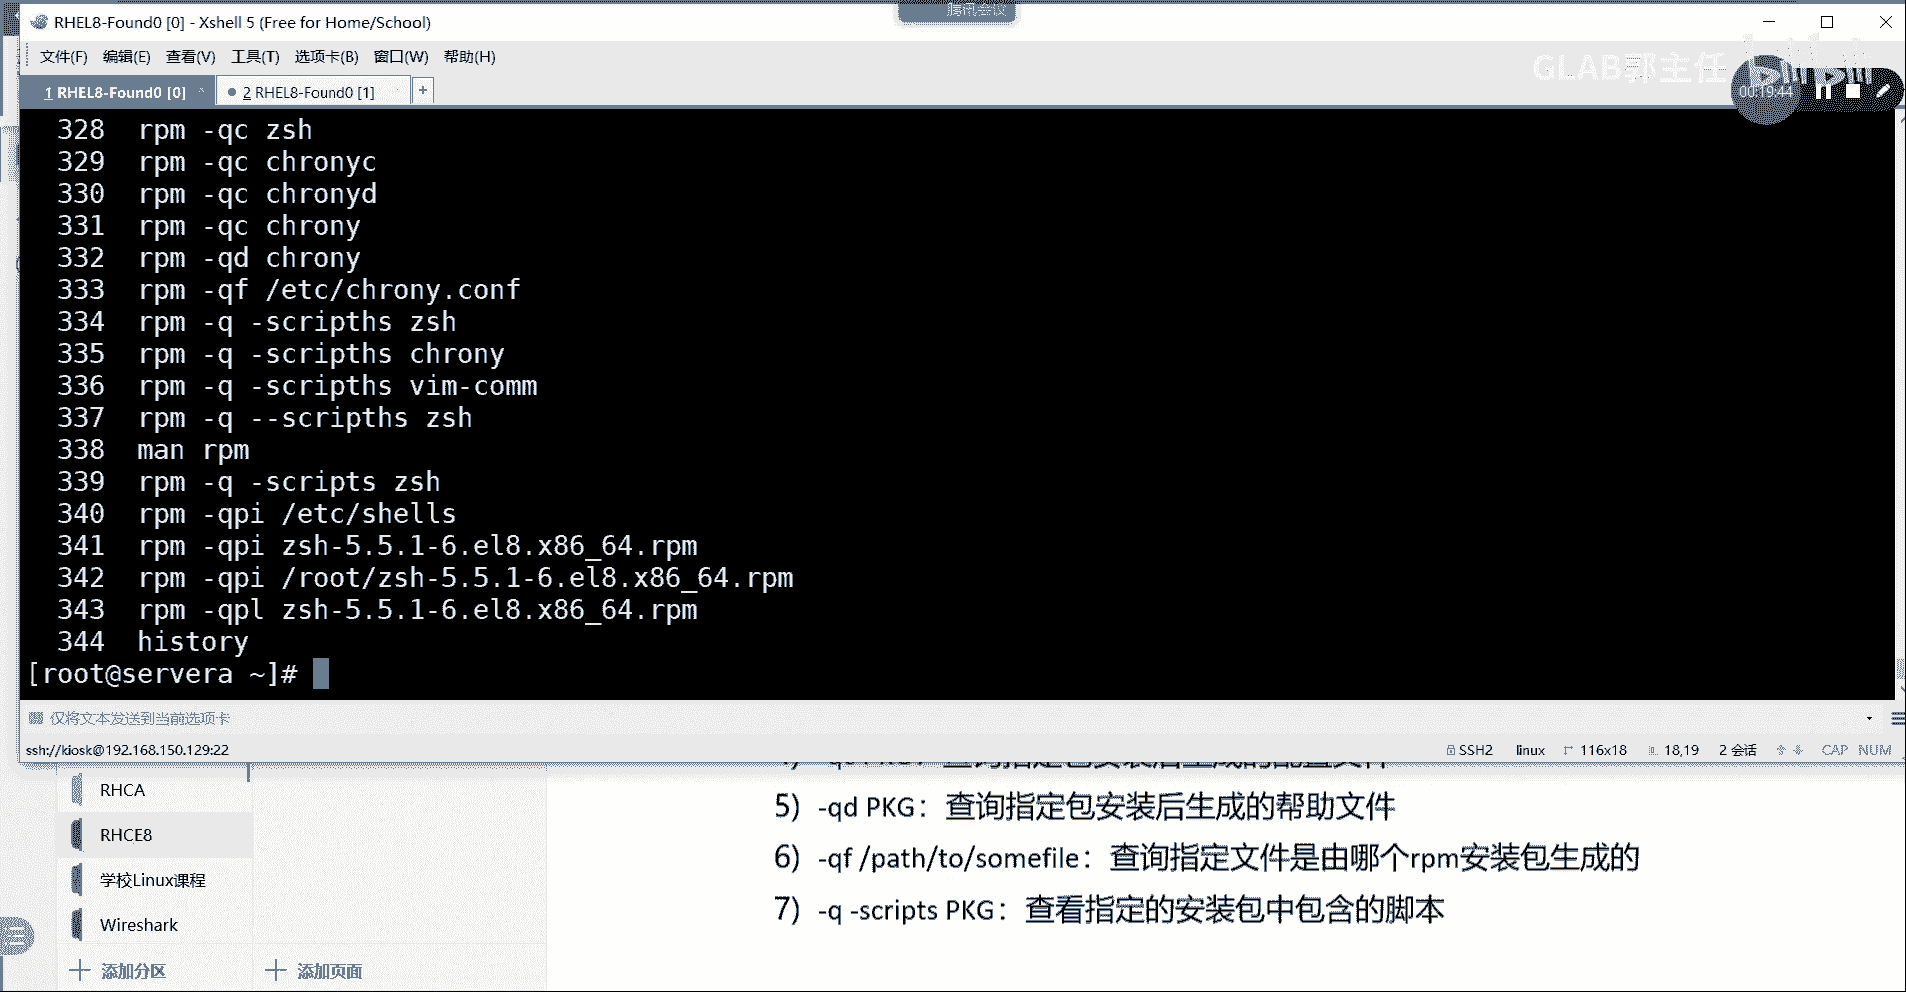 腾讯会议
RHEL8-Found0 [0] - Xshell 5 (Free for Home/School)
文件(F) 编辑(E) 查看(V) 工具(T) 选项卡(B) 窗口(W) 帮助(H)
GLAB郭主任 bilibili
1 RHEL8-Found0 [0] 2 RHEL8-Found0 [1] +
00:19:44
328 rpm -qc zsh
329 rpm -qc chronyc
330 rpm -qc chronyd
331 rpm -qc chrony
332 rpm -qd chrony
333 rpm -qf /etc/chrony.conf
334 rpm -q -scripths zsh
335 rpm -q -scripths chrony
336 rpm -q -scripths vim-comm
337 rpm -q --scripths zsh
338 man rpm
339 rpm -q -scripts zsh
340 rpm -qpi /etc/shells
341 rpm -qpi zsh-5.5.1-6.el8.x86_64.rpm
342 rpm -qpi /root/zsh-5.5.1-6.el8.x86_64.rpm
343 rpm -qpl zsh-5.5.1-6.el8.x86_64.rpm
344 history
[root@servera ~]#
仅将文本发送到当前选项卡
ssh://kiosk@192.168.150.129:22 SSH2 linux 116x18 18,19 2 会话 CAP NUM
RHCA
RHCE8
学校Linux课程
Wireshark
添加分区 添加页面
5) -qd PKG：查询指定包安装后生成的帮助文件
6) -qf /path/to/somefile：查询指定文件是由哪个rpm安装包生成的
7) -q -scripts PKG：查看指定的安装包中包含的脚本